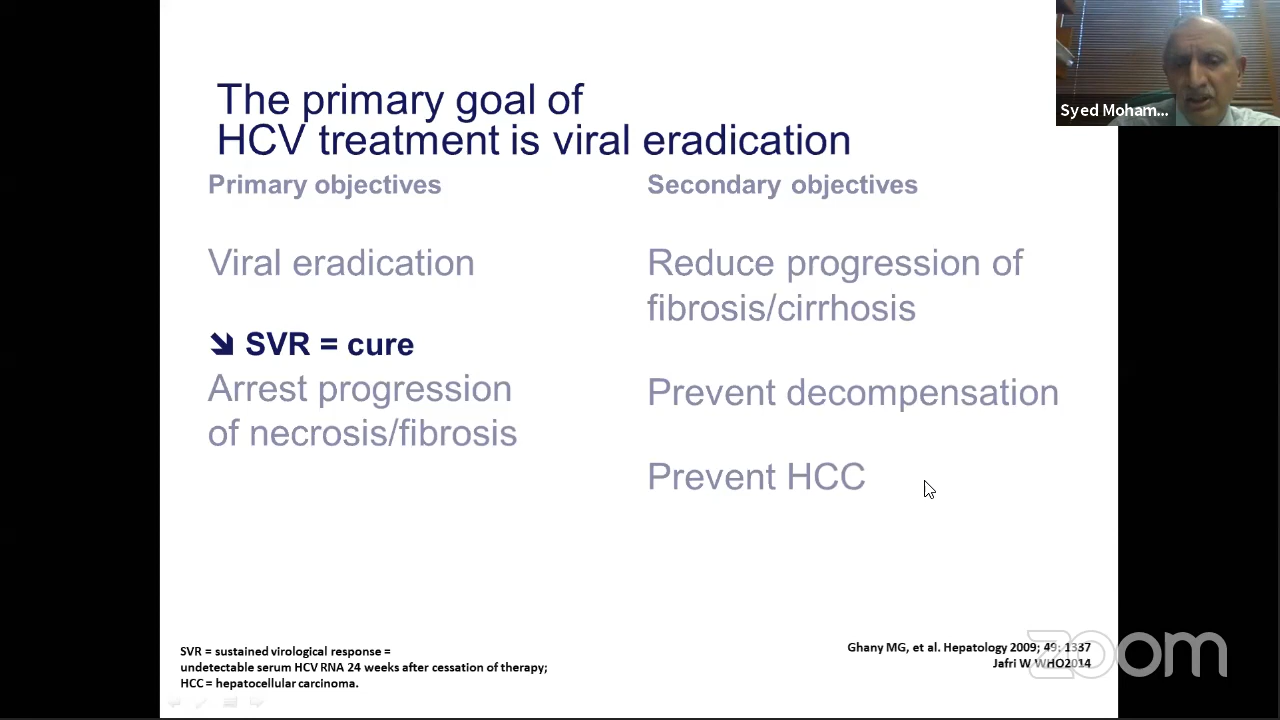 The primary goal of
HCV treatment is viral eradication
Primary objectives
Viral eradication
➘ SVR = cure
Arrest progression
of necrosis/fibrosis
Secondary objectives
Reduce progression of
fibrosis/cirrhosis
Prevent decompensation
Prevent HCC
SVR = sustained virological response =
undetectable serum HCV RNA 24 weeks after cessation of therapy;
HCC = hepatocellular carcinoma.
Ghany MG, et al. Hepatology 2009; 49; 1337
Jafri W WHO2014
Syed Moham...
zoom